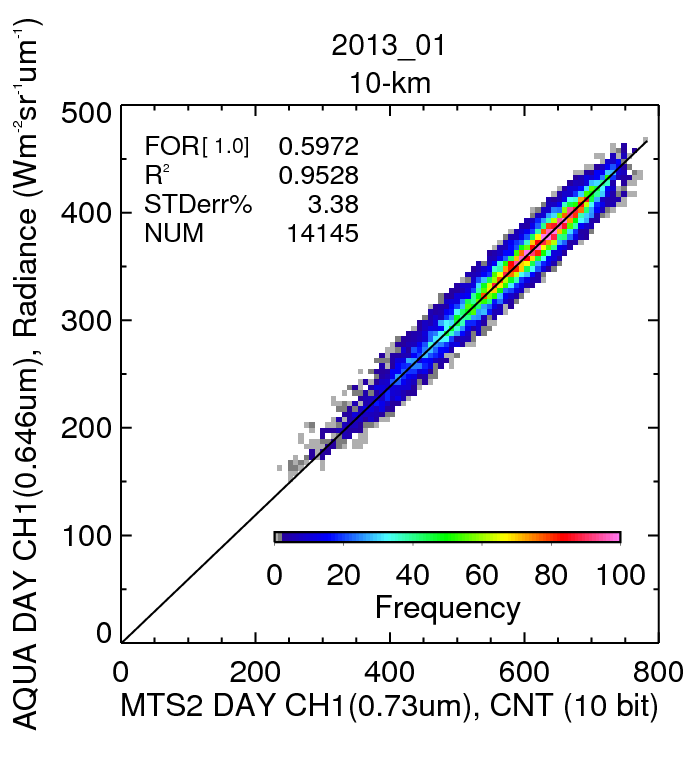 2013_01
10-km
AQUA DAY CH1(0.646um), Radiance (Wm⁻²sr⁻¹um⁻¹)
500
400
300
200
100
0
FOR[ 1.0] 0.5972
R² 0.9528
STDerr% 3.38
NUM 14145
0 20 40 60 80 100
Frequency
0 200 400 600 800
MTS2 DAY CH1(0.73um), CNT (10 bit)